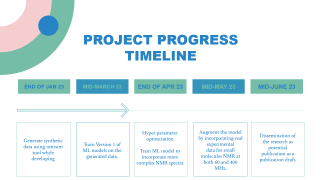 PROJECT PROGRESS
TIMELINE
END OF JAN 23
MID-MARCH 23
END OF APR 23
MID-MAY 23
MID-JUNE 23
Generate synthetic
data using
tool while
developing
Train Version 1 of
ML models on the
generated data.
Hyper parameter
optimization
Train ML model to
incorporate more
complex NMR spectra
Augment the model
by incorporating real
experimental
data for small
molecules NMR at
both 60 and 400
MHz.
Dissemination of
the research as
potential
publication as a
publication draft.